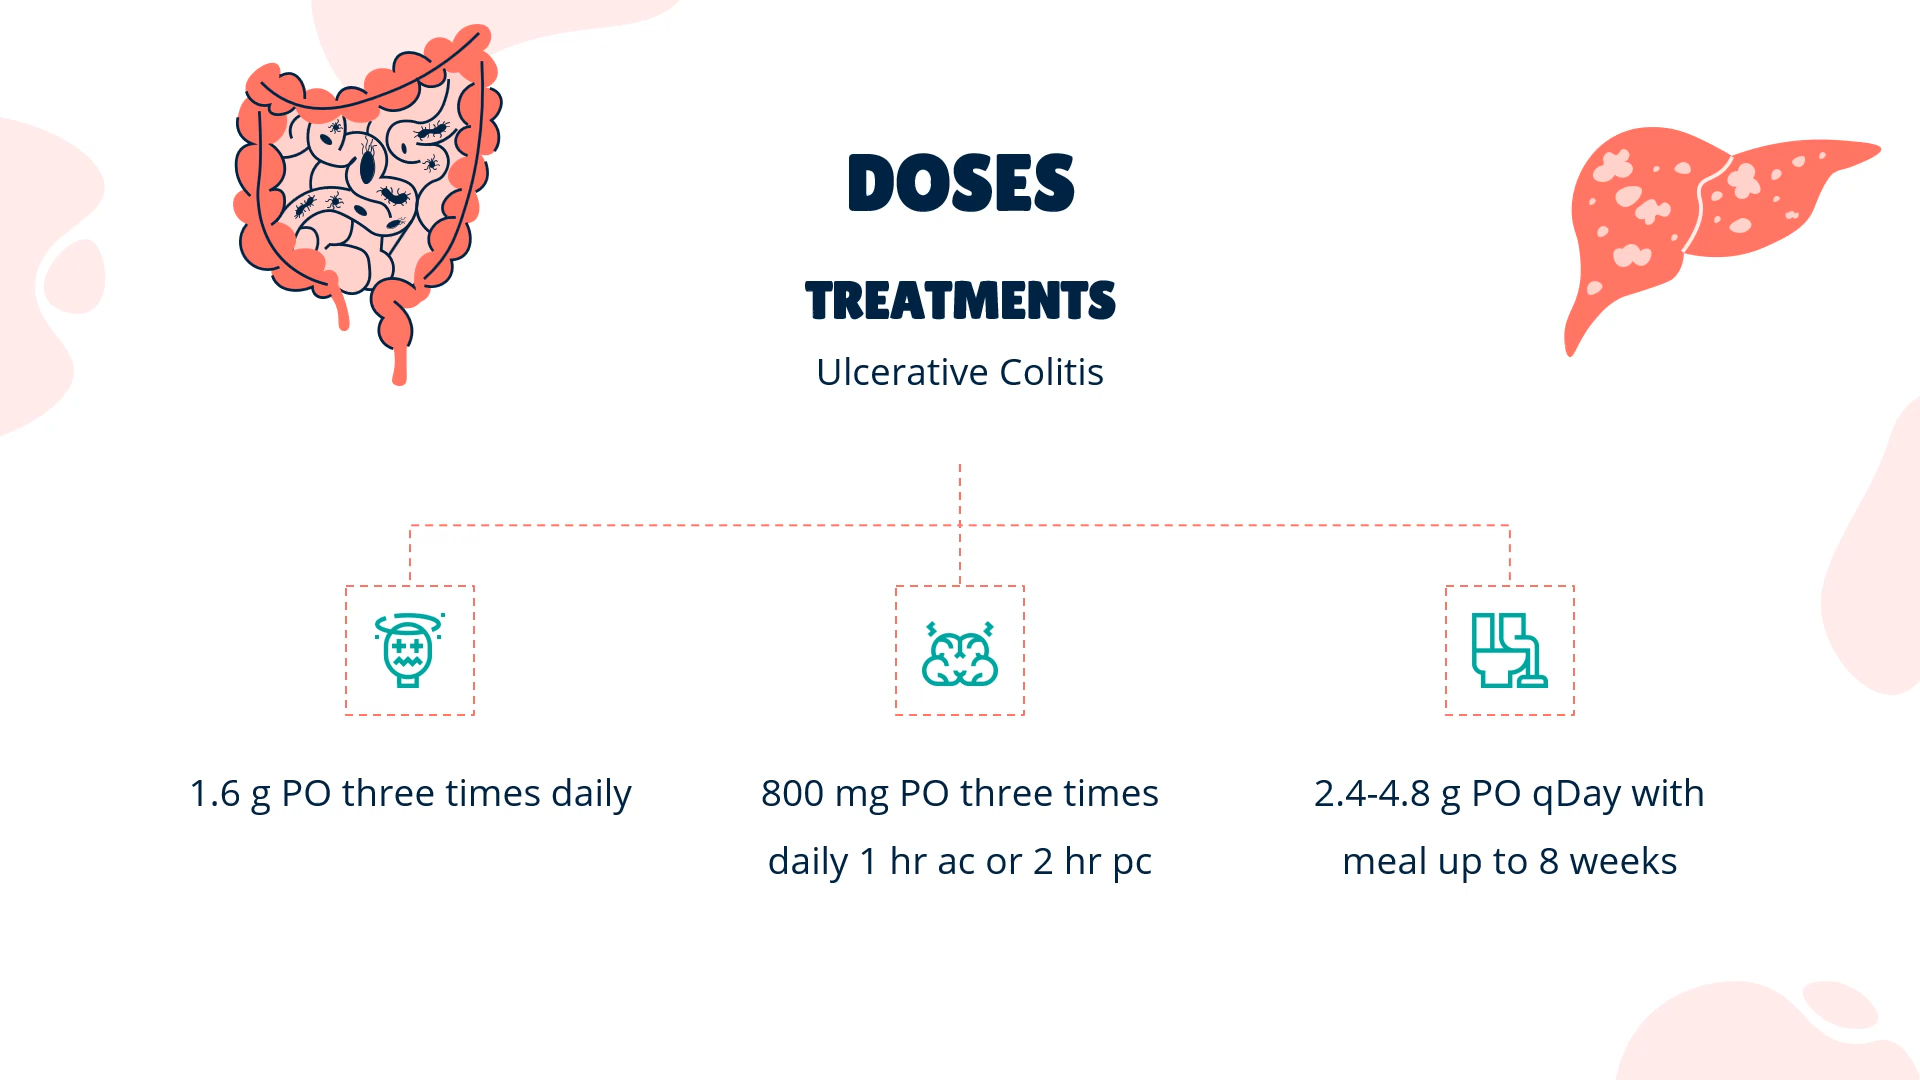 DOSES
TREATMENTS
Ulcerative Colitis
1.6 g PO three times daily
800 mg PO three times
daily 1 hr ac or 2 hr pc
2.4-4.8 g PO qDay with
meal up to 8 weeks